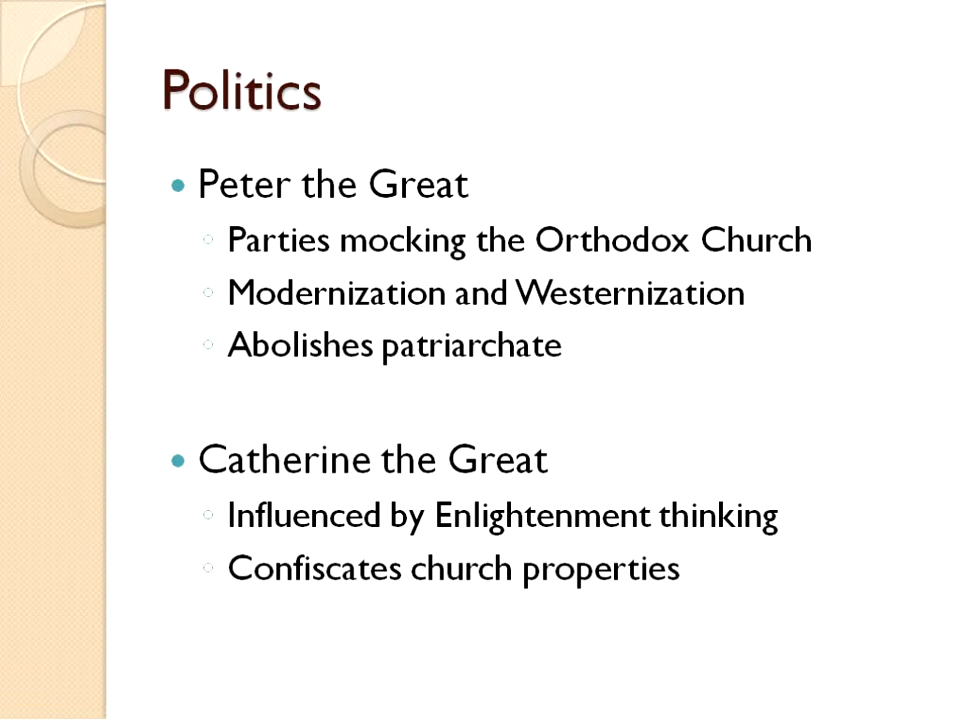 Politics
• Peter the Great
◦ Parties mocking the Orthodox Church
◦ Modernization and Westernization
◦ Abolishes patriarchate
• Catherine the Great
◦ Influenced by Enlightenment thinking
◦ Confiscates church properties